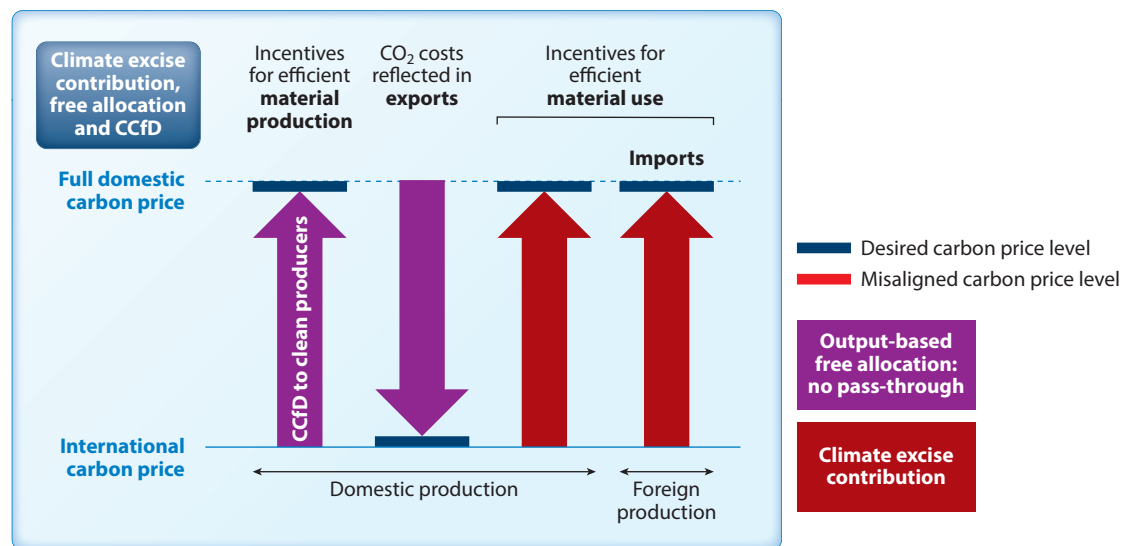 Climate excise
contribution,
free allocation
and CCfD
Incentives
for efficient
material
production
CO₂ costs
reflected in
exports
Incentives for
efficient
material use
Imports
Full domestic
carbon price
CCfD to clean producers
International
carbon price
Domestic production
Foreign
production
Desired carbon price level
Misaligned carbon price level
Output-based
free allocation:
no pass-through
Climate excise
contribution